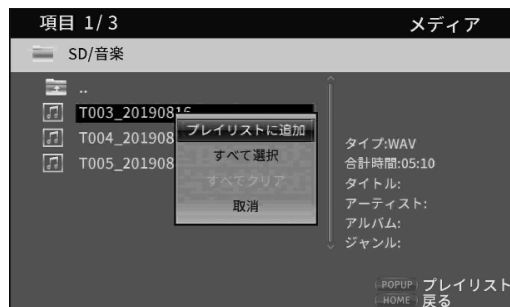 項目 1/3
メディア
SD/音楽
..
T003_20190816
T004_201908
T005_201908
プレイリストに追加
すべて選択
すべてクリア
取消
タイプ:WAV
合計時間:05:10
タイトル:
アーティスト:
アルバム:
ジャンル:
POPUP プレイリスト
HOME 戻る